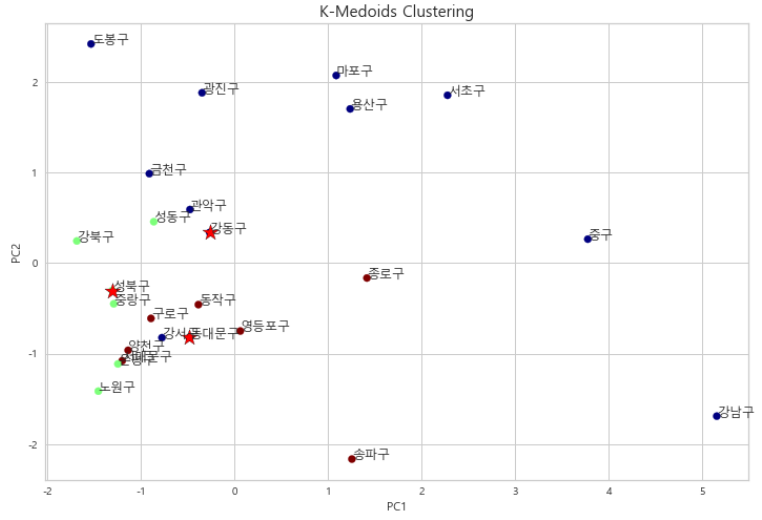 K-Medoids Clustering
도봉구
마포구
광진구
서초구
용산구
금천구
관악구
성동구
강동구
강북구
중구
종로구
성북구
중랑구
동작구
구로구
영등포구
동대문구
양천구
노원구
강남구
송파구
PC2
2
1
0
-1
-2
-2
-1
0
1
2
3
4
5
PC1